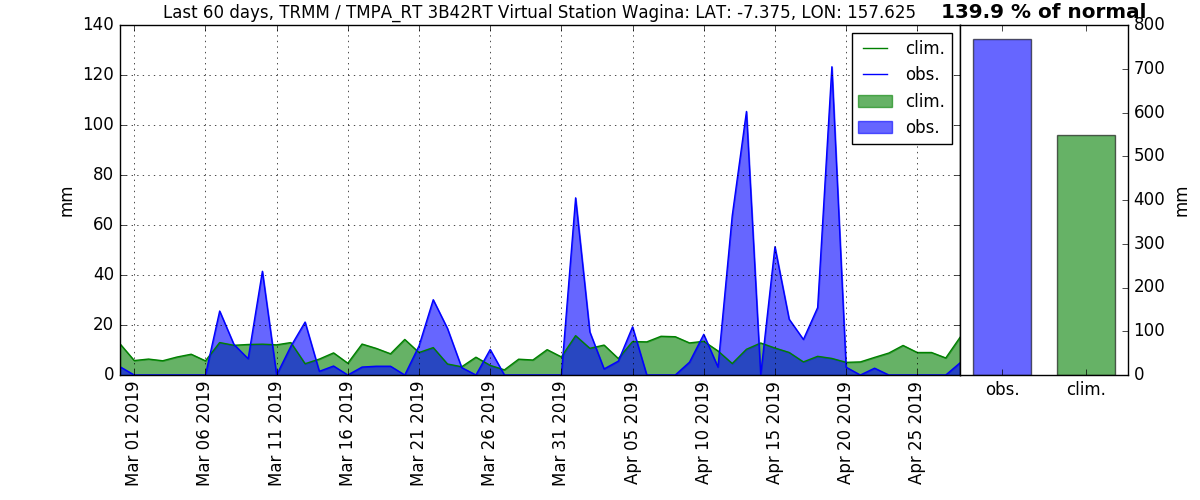 Last 60 days, TRMM / TMPA_RT 3B42RT Virtual Station Wagina: LAT: -7.375, LON: 157.625
139.9 % of normal
140
120
100
80
60
40
20
0
mm
clim.
obs.
clim.
obs.
Mar 01 2019
Mar 06 2019
Mar 11 2019
Mar 16 2019
Mar 21 2019
Mar 26 2019
Mar 31 2019
Apr 05 2019
Apr 10 2019
Apr 15 2019
Apr 20 2019
Apr 25 2019
800
700
600
500
400
300
200
100
0
mm
obs.
clim.